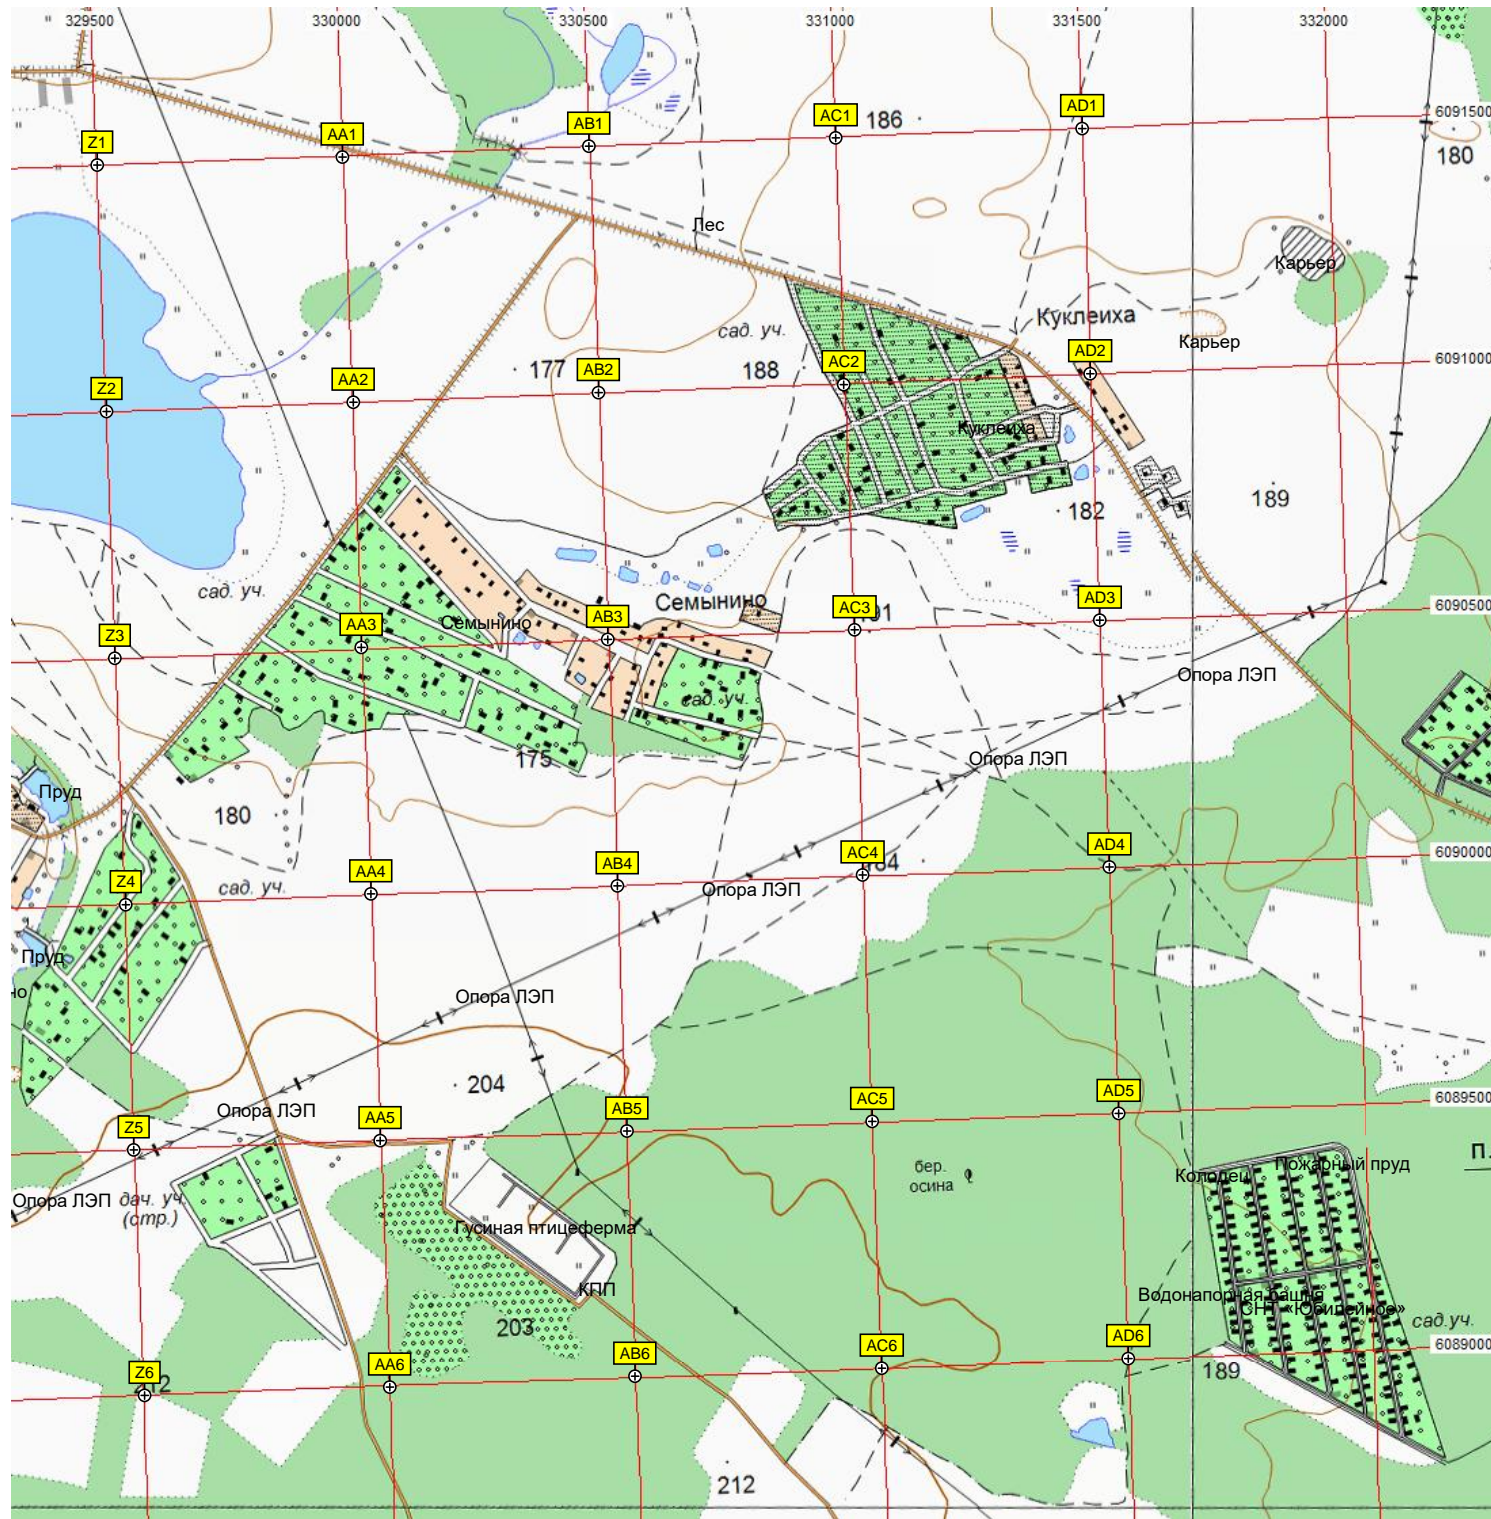 329500 330000 330500 331000 331500 332000
AD1
AC1 186
6091500
AB1
AA1
Z1
180
Лес
Карьер
Куклеиха
сад. уч.
Карьер
AD2
6091000
AC2
177 AB2 188
AA2
Z2
Куклеиха
189
182
сад. уч.
AD3
6090500
Семынино
AC3
AB3
AA3
Семынино
Z3
Опора ЛЭП
сад. уч.
175
Опора ЛЭП
Пруд
180
AD4
6090000
AC4
184
AB4
AA4
Z4
сад. уч.
Опора ЛЭП
Пруд
но
Опора ЛЭП
204
AD5
6089500
AC5
AB5
Опора ЛЭП
AA5
Z5
П.
Пожарный пруд
бер.
осина
Колодец
Опора ЛЭП
дач. уч.
(стр.)
Гусиная птицеферма
КПП
Водонапорная башня
СНТ «Юбилейное»
сад.уч.
203
AD6
6089000
AC6
AB6
189
AA6
Z6
212
212